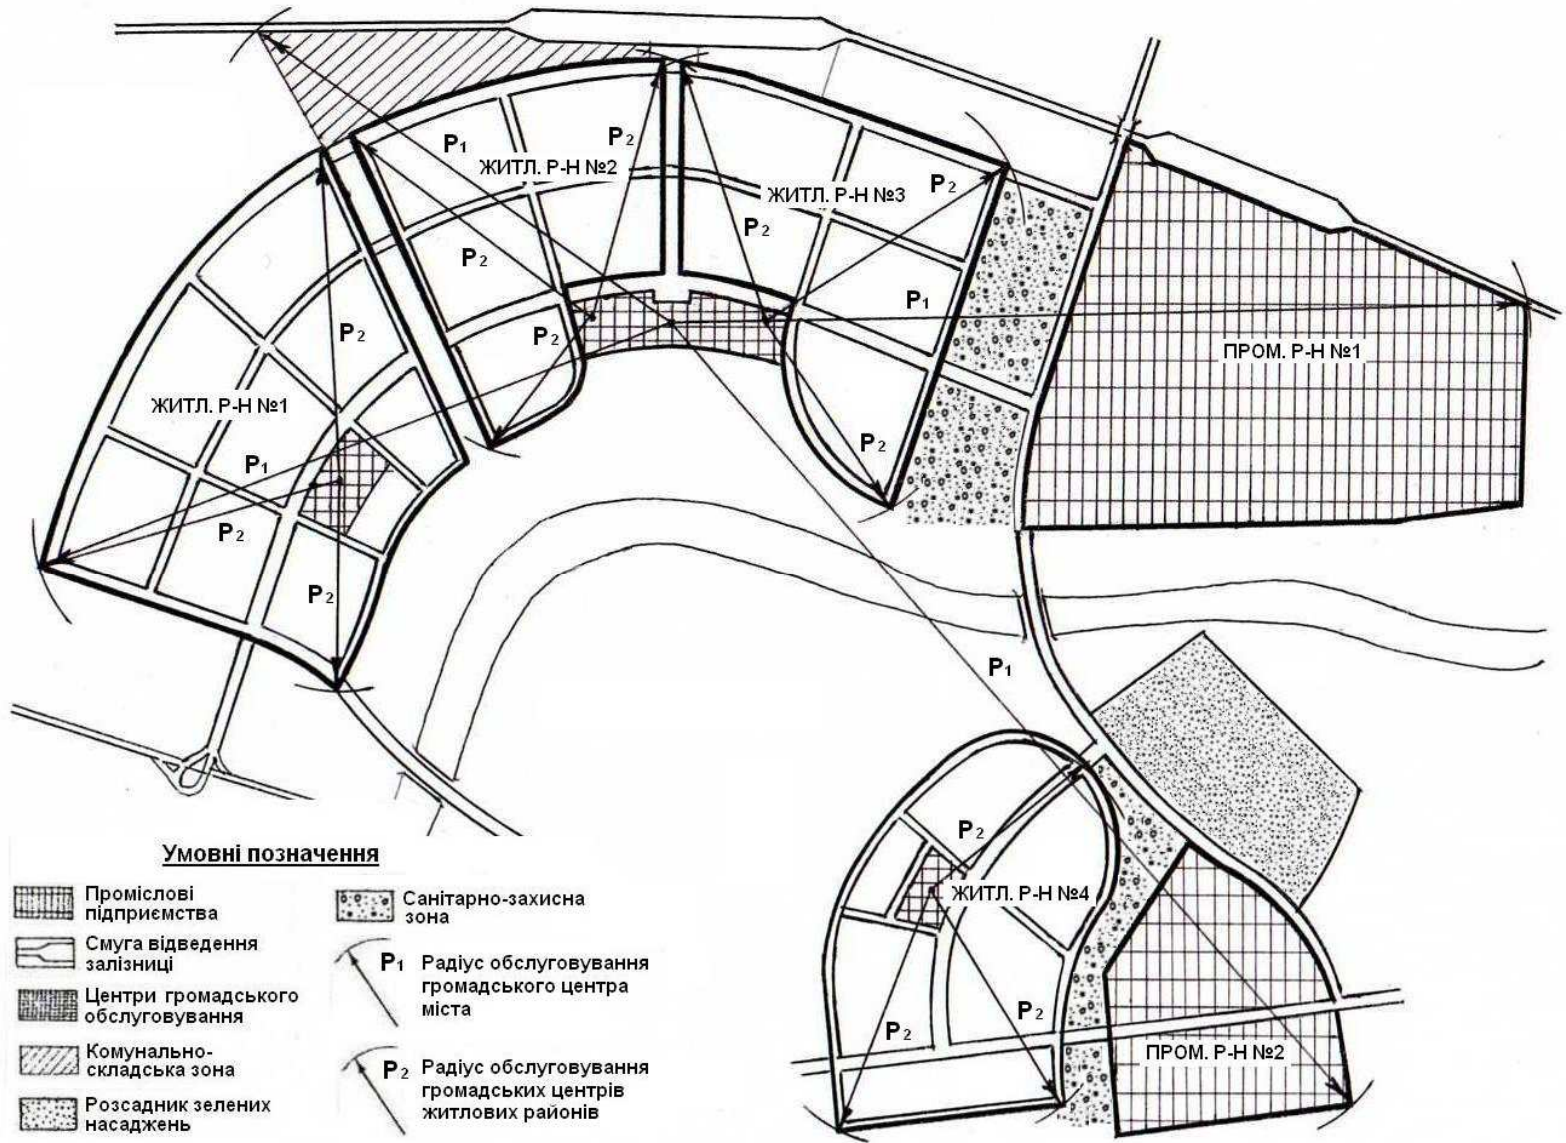 P1
P2
ЖИТЛ. Р-Н №2
ЖИТЛ. Р-Н №3
P2
P2
P2
P1
P2
P2
ПРОМ. Р-Н №1
ЖИТЛ. Р-Н №1
P1
P2
P2
P2
P1
P2
ЖИТЛ. Р-Н №4
P2
P2
ПРОМ. Р-Н №2
Умовні позначення
Проміслові
підприємства
Смуга відведення
залізниці
Центри громадського
обслуговування
Комунально-
складська зона
Розсадник зелених
насаджень
Санітарно-захисна
зона
P1 Радіус обслуговування
громадського центра
міста
P2 Радіус обслуговування
громадських центрів
житлових районів